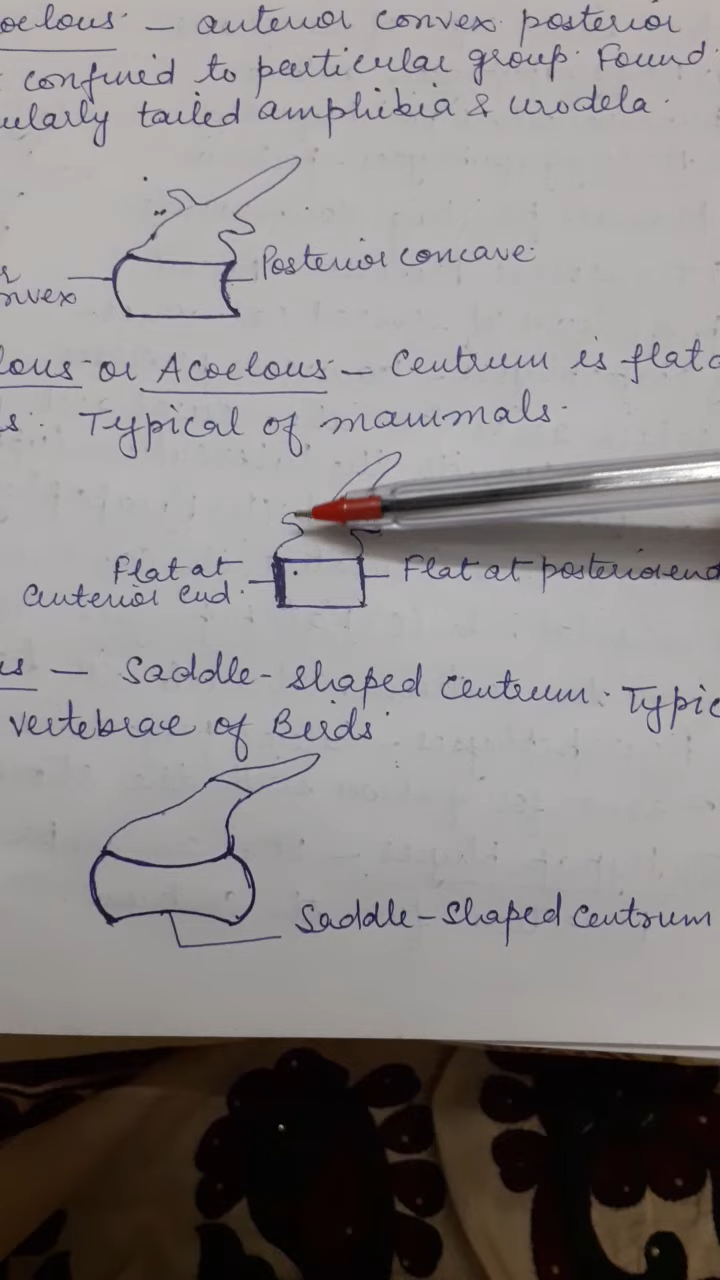 oelous - anterior convex posterior
confined to particular group. Found
ularly tailed amphibia & urodela.
Posterior concave.
nvex
lous or Acoelous - Centrum is flat
s. Typical of mammals.
Flat at
anterior end.
Flat at posterior end
us - Saddle-shaped centrum. Typic
vertebrae of Birds
Saddle-shaped centrum